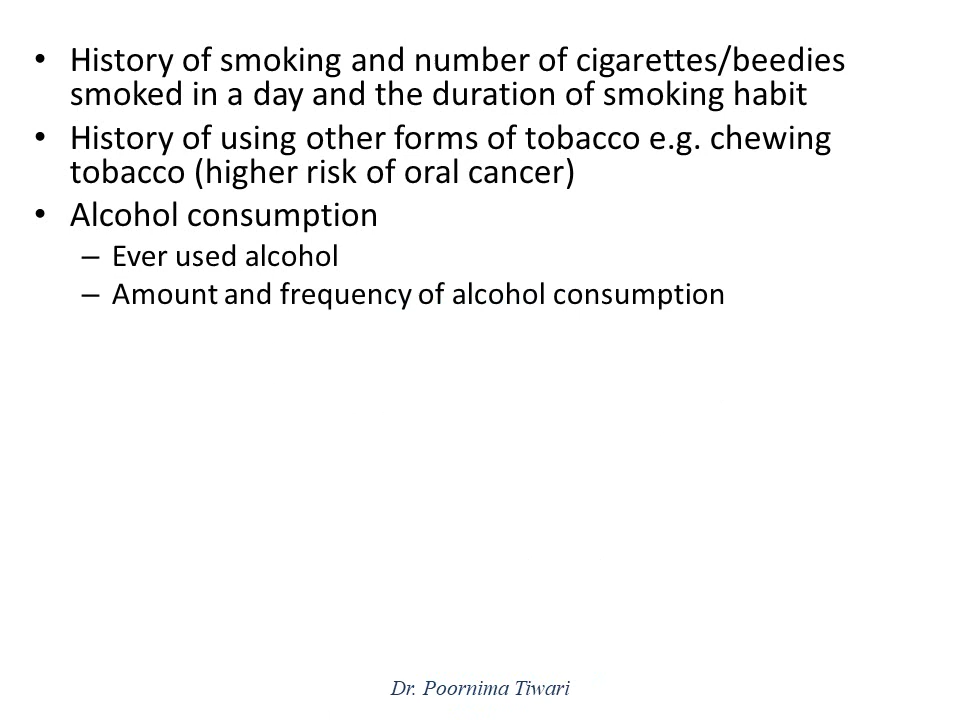 • History of smoking and number of cigarettes/beedies
smoked in a day and the duration of smoking habit
• History of using other forms of tobacco e.g. chewing
tobacco (higher risk of oral cancer)
• Alcohol consumption
– Ever used alcohol
– Amount and frequency of alcohol consumption
Dr. Poornima Tiwari